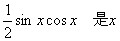 1/2 sin x cos x 是x